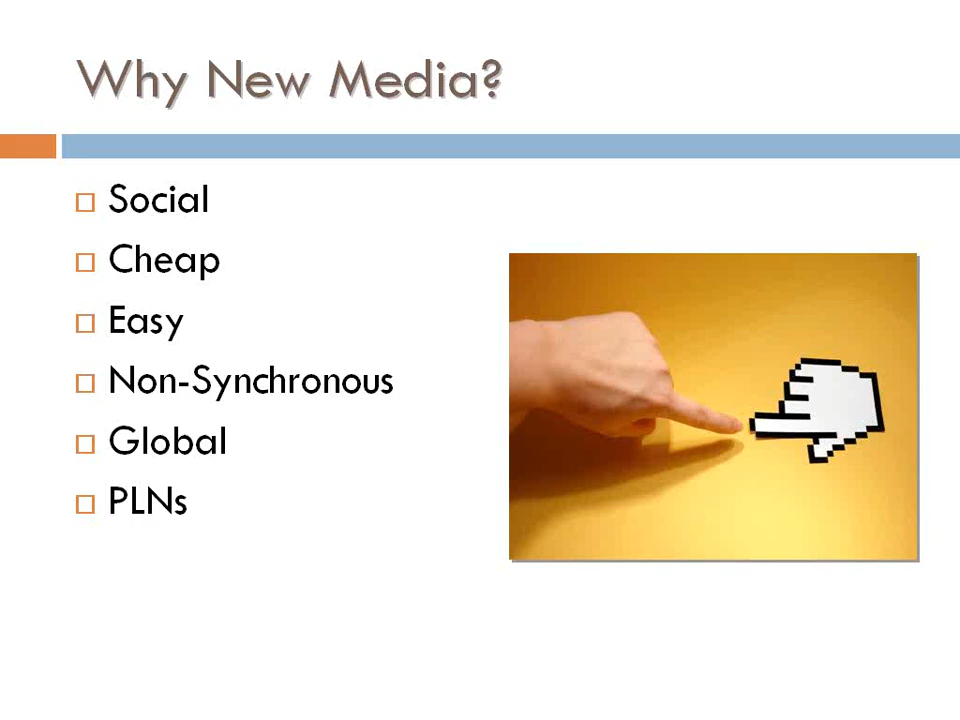 Why New Media?
Social
Cheap
Easy
Non-Synchronous
Global
PLNs